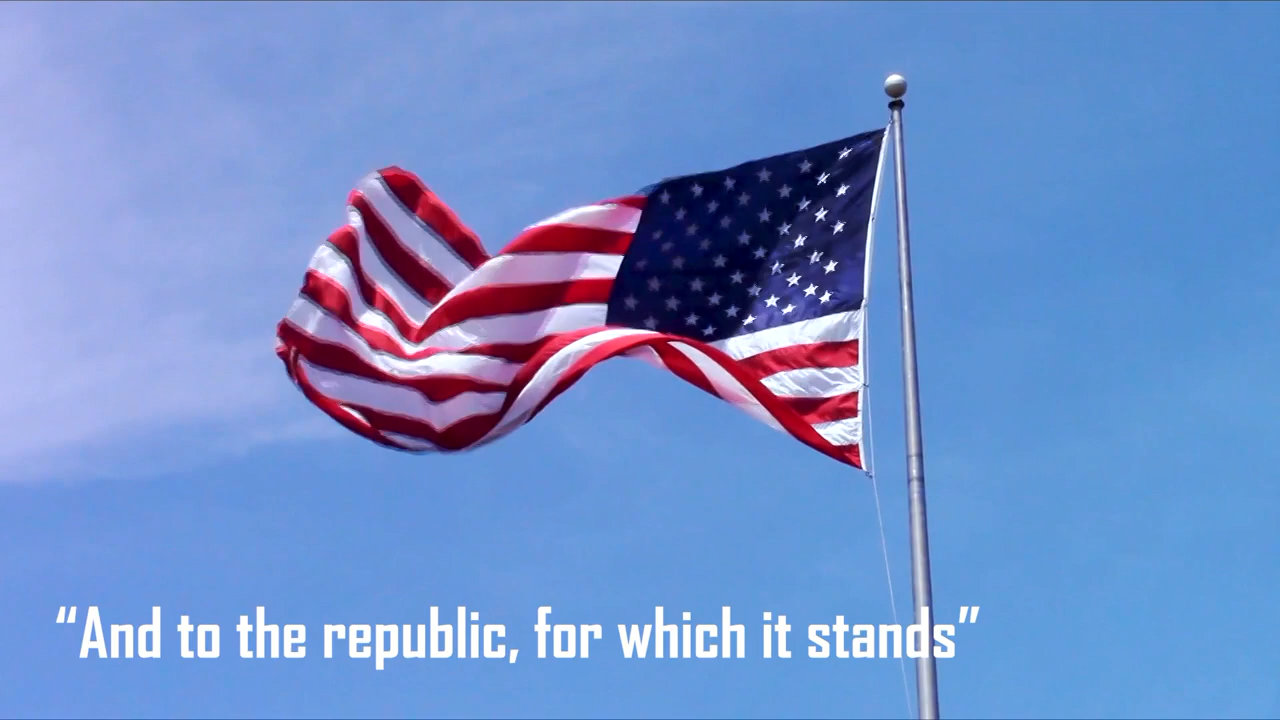 “And to the republic, for which it stands”